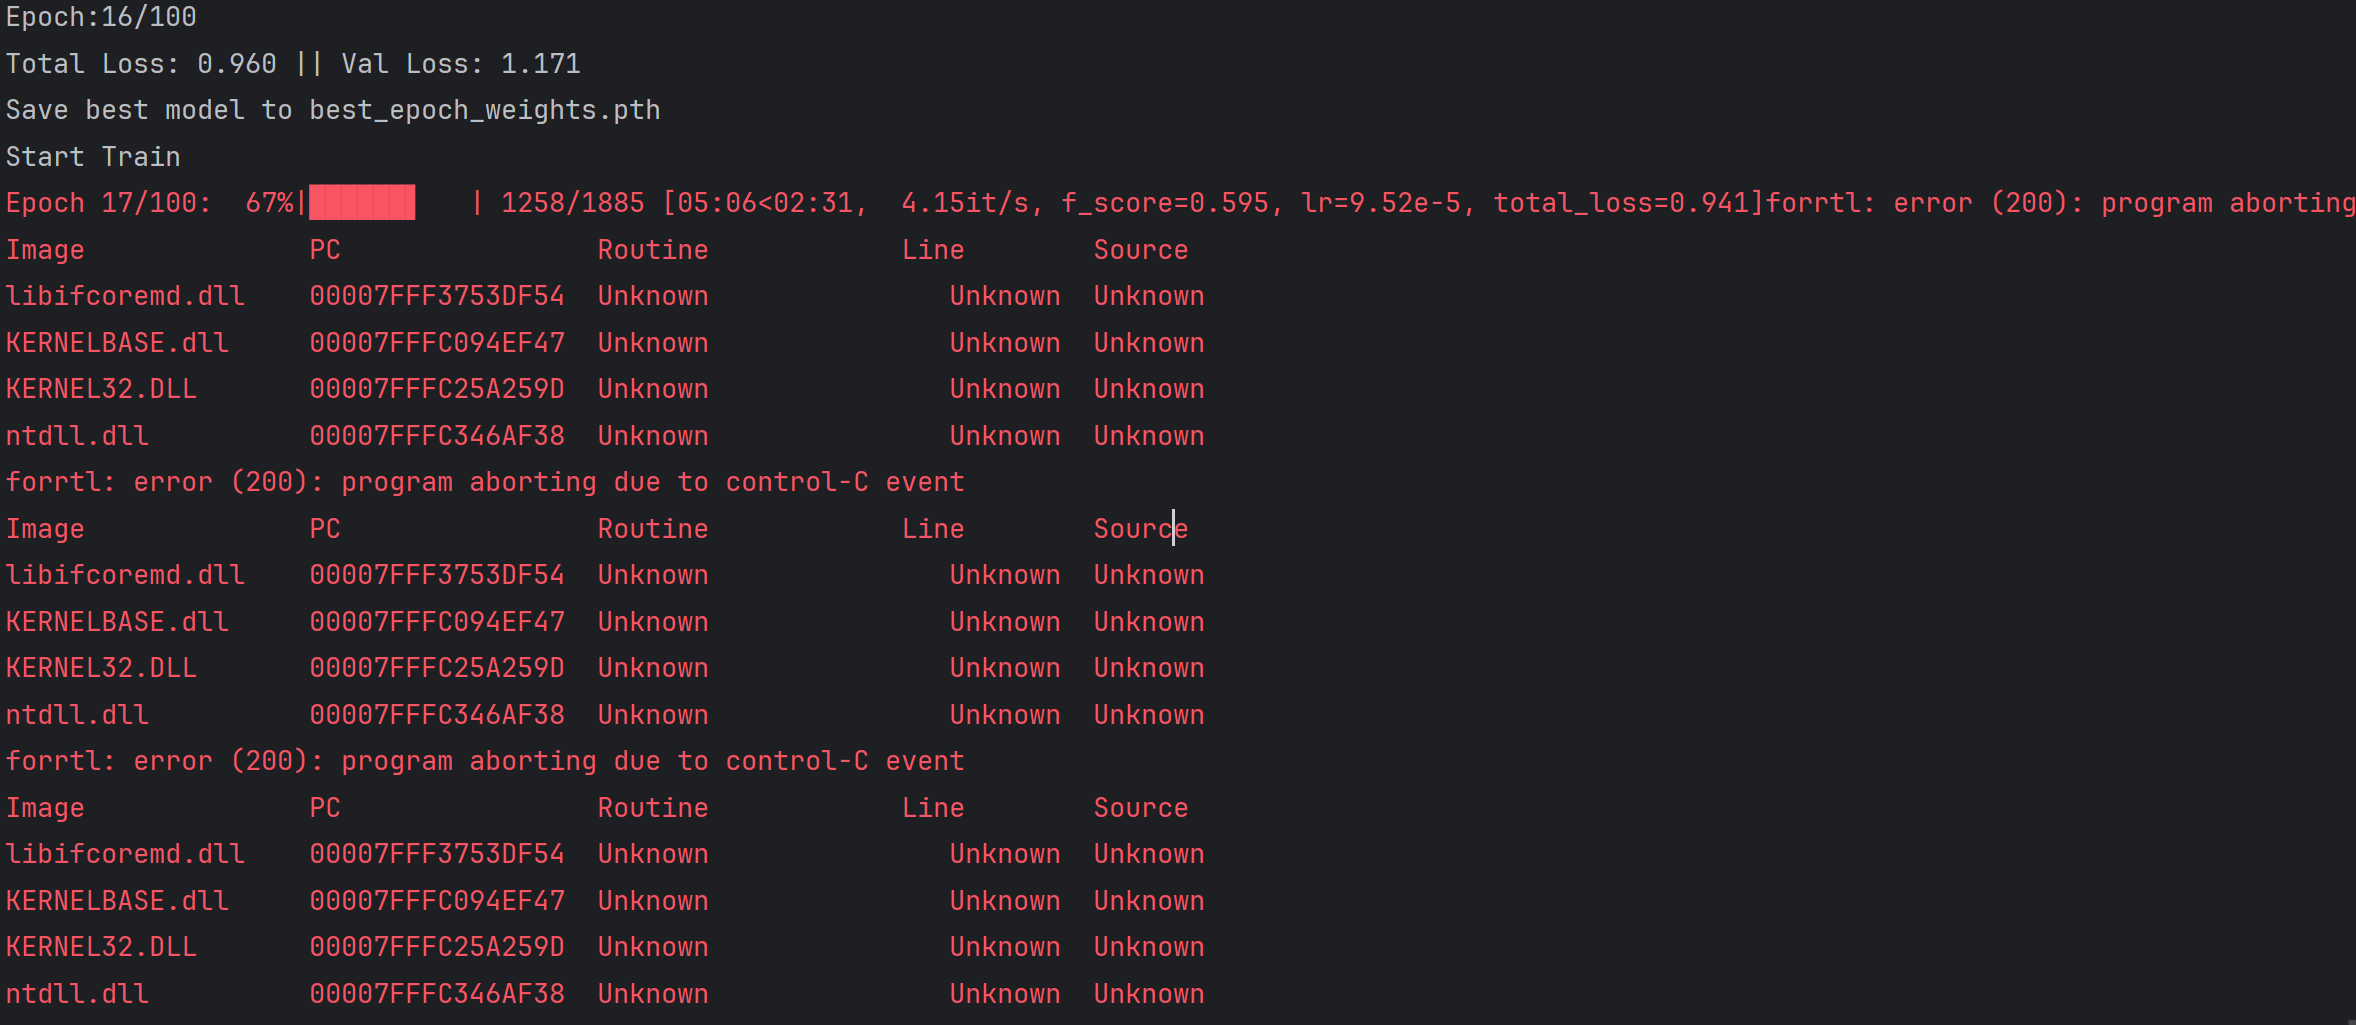 Epoch:16/100
Total Loss: 0.960 || Val Loss: 1.171
Save best model to best_epoch_weights.pth
Start Train
Epoch 17/100:  67%|███████   | 1258/1885 [05:06<02:31,  4.15it/s, f_score=0.595, lr=9.52e-5, total_loss=0.941]forrtl: error (200): program aborting
Image              PC                Routine            Line        Source
libifcoremd.dll    00007FFF3753DF54  Unknown               Unknown  Unknown
KERNELBASE.dll     00007FFFC094EF47  Unknown               Unknown  Unknown
KERNEL32.DLL       00007FFFC25A259D  Unknown               Unknown  Unknown
ntdll.dll          00007FFFC346AF38  Unknown               Unknown  Unknown
forrtl: error (200): program aborting due to control-C event
Image              PC                Routine            Line        Source
libifcoremd.dll    00007FFF3753DF54  Unknown               Unknown  Unknown
KERNELBASE.dll     00007FFFC094EF47  Unknown               Unknown  Unknown
KERNEL32.DLL       00007FFFC25A259D  Unknown               Unknown  Unknown
ntdll.dll          00007FFFC346AF38  Unknown               Unknown  Unknown
forrtl: error (200): program aborting due to control-C event
Image              PC                Routine            Line        Source
libifcoremd.dll    00007FFF3753DF54  Unknown               Unknown  Unknown
KERNELBASE.dll     00007FFFC094EF47  Unknown               Unknown  Unknown
KERNEL32.DLL       00007FFFC25A259D  Unknown               Unknown  Unknown
ntdll.dll          00007FFFC346AF38  Unknown               Unknown  Unknown